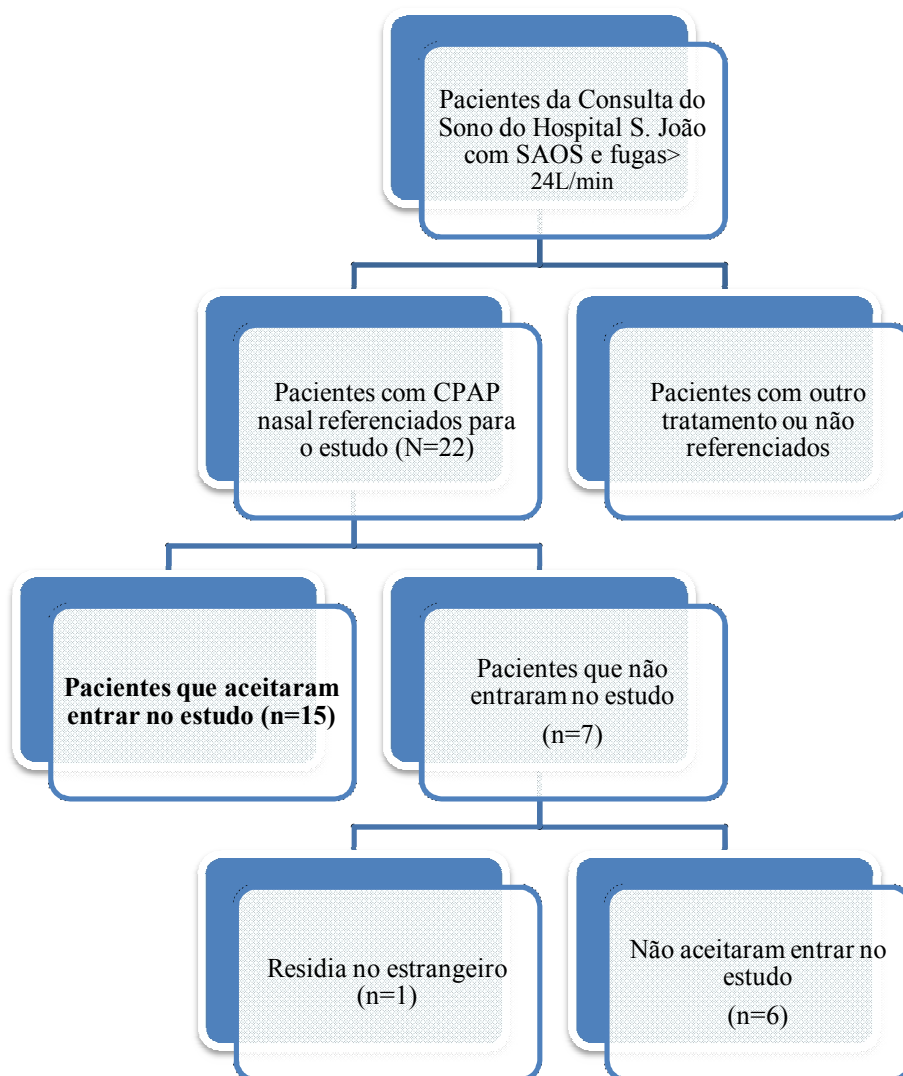 Pacientes da Consulta do
Sono do Hospital S. João
com SAOS e fugas>
24L/min
Pacientes com CPAP
nasal referenciados para
o estudo (N=22)
Pacientes com outro
tratamento ou não
referenciados
Pacientes que aceitaram
entrar no estudo (n=15)
Pacientes que não
entraram no estudo
(n=7)
Residia no estrangeiro
(n=1)
Não aceitaram entrar no
estudo
(n=6)